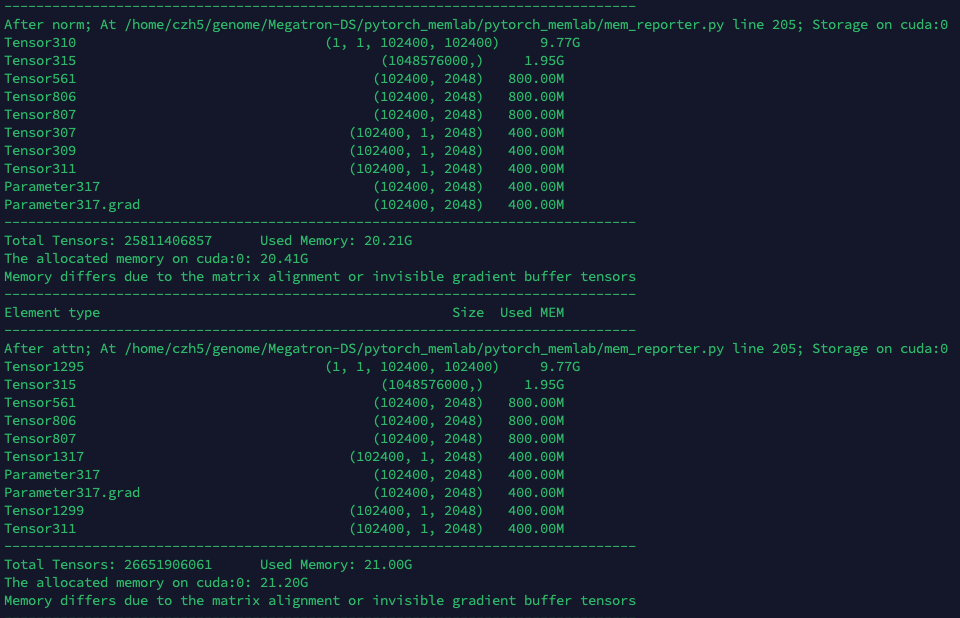 --------------------------------------------------------------------------------
After norm; At /home/czh5/genome/Megatron-DS/pytorch_memlab/pytorch_memlab/mem_reporter.py line 205; Storage on cuda:0
Tensor310 (1, 1, 102400, 102400) 9.77G
Tensor315 (1048576000,) 1.95G
Tensor561 (102400, 2048) 800.00M
Tensor806 (102400, 2048) 800.00M
Tensor807 (102400, 2048) 800.00M
Tensor307 (102400, 1, 2048) 400.00M
Tensor309 (102400, 1, 2048) 400.00M
Tensor311 (102400, 1, 2048) 400.00M
Parameter317 (102400, 2048) 400.00M
Parameter317.grad (102400, 2048) 400.00M
--------------------------------------------------------------------------------
Total Tensors: 25811406857 Used Memory: 20.21G
The allocated memory on cuda:0: 20.41G
Memory differs due to the matrix alignment or invisible gradient buffer tensors
--------------------------------------------------------------------------------
Element type Size Used MEM
--------------------------------------------------------------------------------
After attn; At /home/czh5/genome/Megatron-DS/pytorch_memlab/pytorch_memlab/mem_reporter.py line 205; Storage on cuda:0
Tensor1295 (1, 1, 102400, 102400) 9.77G
Tensor315 (1048576000,) 1.95G
Tensor561 (102400, 2048) 800.00M
Tensor806 (102400, 2048) 800.00M
Tensor807 (102400, 2048) 800.00M
Tensor1317 (102400, 1, 2048) 400.00M
Parameter317 (102400, 2048) 400.00M
Parameter317.grad (102400, 2048) 400.00M
Tensor1299 (102400, 1, 2048) 400.00M
Tensor311 (102400, 1, 2048) 400.00M
--------------------------------------------------------------------------------
Total Tensors: 26651906061 Used Memory: 21.00G
The allocated memory on cuda:0: 21.20G
Memory differs due to the matrix alignment or invisible gradient buffer tensors